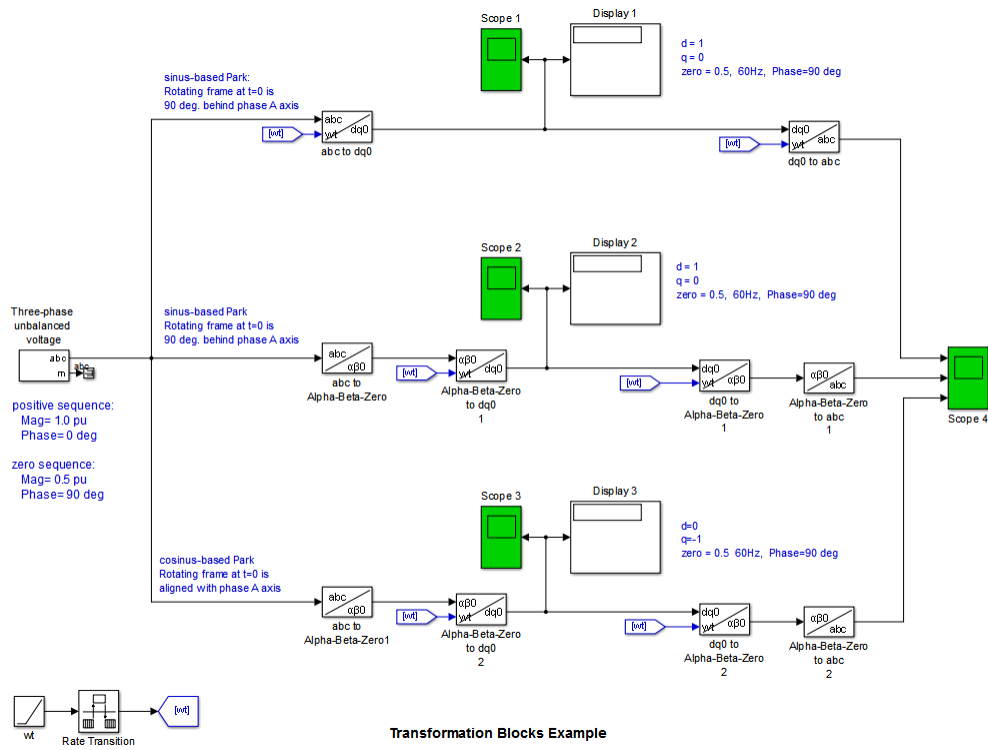 Scope 1
Display 1
d = 1
q = 0
zero = 0.5, 60Hz, Phase=90 deg
sinus-based Park:
Rotating frame at t=0 is
90 deg. behind phase A axis
abc
wt
dq0
abc to dq0
[wt]
dq0
wt
abc
dq0 to abc
[wt]
Scope 2
Display 2
d = 1
q = 0
zero = 0.5, 60Hz, Phase=90 deg
Three-phase
unbalanced
voltage
abc
m
abc
sinus-based Park
Rotating frame at t=0 is
90 deg. behind phase A axis
abc
αβ0
abc to
Alpha-Beta-Zero
[wt]
αβ0
wt
dq0
Alpha-Beta-Zero
to dq0
1
[wt]
dq0
wt
αβ0
dq0 to
Alpha-Beta-Zero
1
αβ0
abc
Alpha-Beta-Zero
to abc
1
Scope 4
positive sequence:
Mag= 1.0 pu
Phase= 0 deg
zero sequence:
Mag= 0.5 pu
Phase= 90 deg
Scope 3
Display 3
d=0
q=-1
zero = 0.5 60Hz, Phase=90 deg
cosinus-based Park
Rotating frame at t=0 is
aligned with phase A axis
abc
αβ0
abc to
Alpha-Beta-Zero1
[wt]
αβ0
wt
dq0
Alpha-Beta-Zero
to dq0
2
[wt]
dq0
wt
αβ0
dq0 to
Alpha-Beta-Zero
2
αβ0
abc
Alpha-Beta-Zero
to abc
2
wt
Rate Transition
[wt]
Transformation Blocks Example